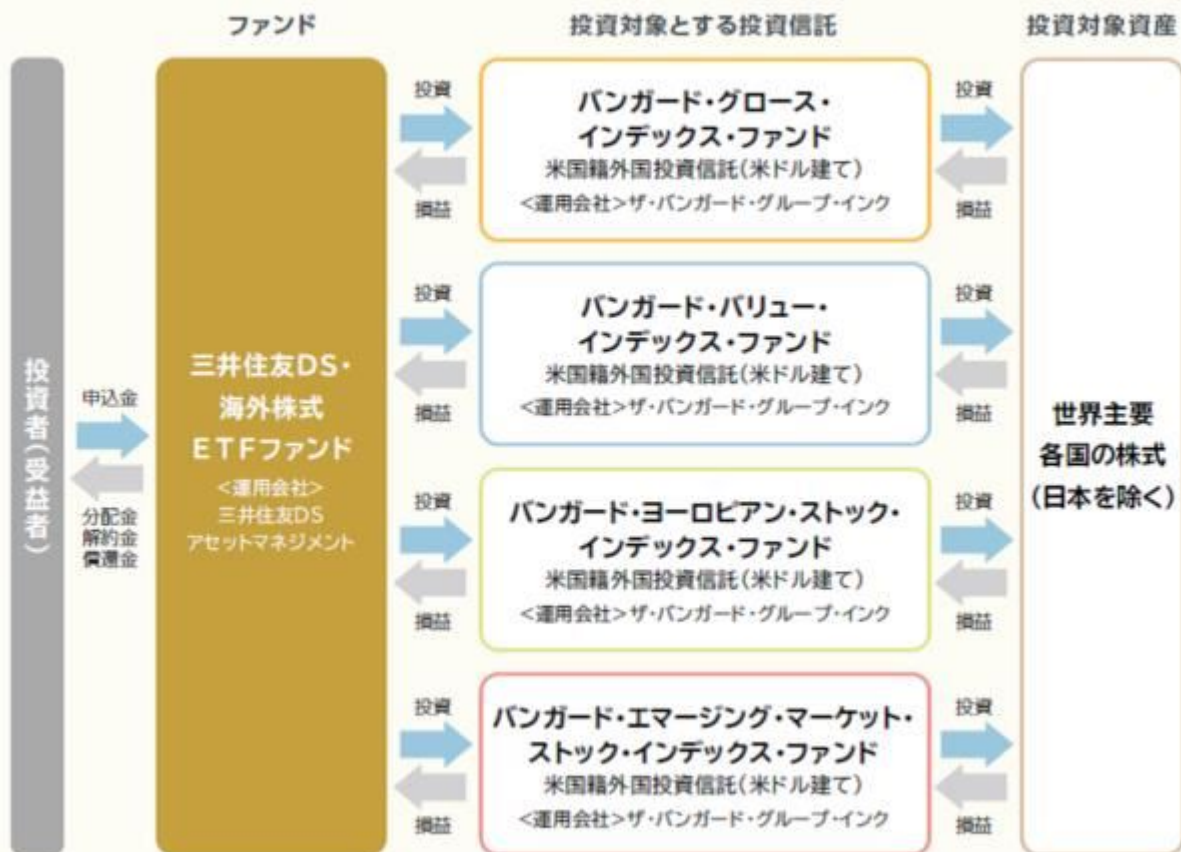 ファンド
投資対象とする投資信託
投資対象資産
投資者(受益者)
申込金
分配金
解約金
償還金
三井住友DS・
海外株式
ETFファンド
<運用会社>
三井住友DS
アセットマネジメント
投資
損益
バンガード・グロース・
インデックス・ファンド
米国籍外国投資信託(米ドル建て)
<運用会社>ザ・バンガード・グループ・インク
投資
損益
投資
損益
バンガード・バリュー・
インデックス・ファンド
米国籍外国投資信託(米ドル建て)
<運用会社>ザ・バンガード・グループ・インク
投資
損益
投資
損益
バンガード・ヨーロピアン・ストック・
インデックス・ファンド
米国籍外国投資信託(米ドル建て)
<運用会社>ザ・バンガード・グループ・インク
投資
損益
投資
損益
バンガード・エマージング・マーケット・
ストック・インデックス・ファンド
米国籍外国投資信託(米ドル建て)
<運用会社>ザ・バンガード・グループ・インク
投資
損益
世界主要
各国の株式
(日本を除く)